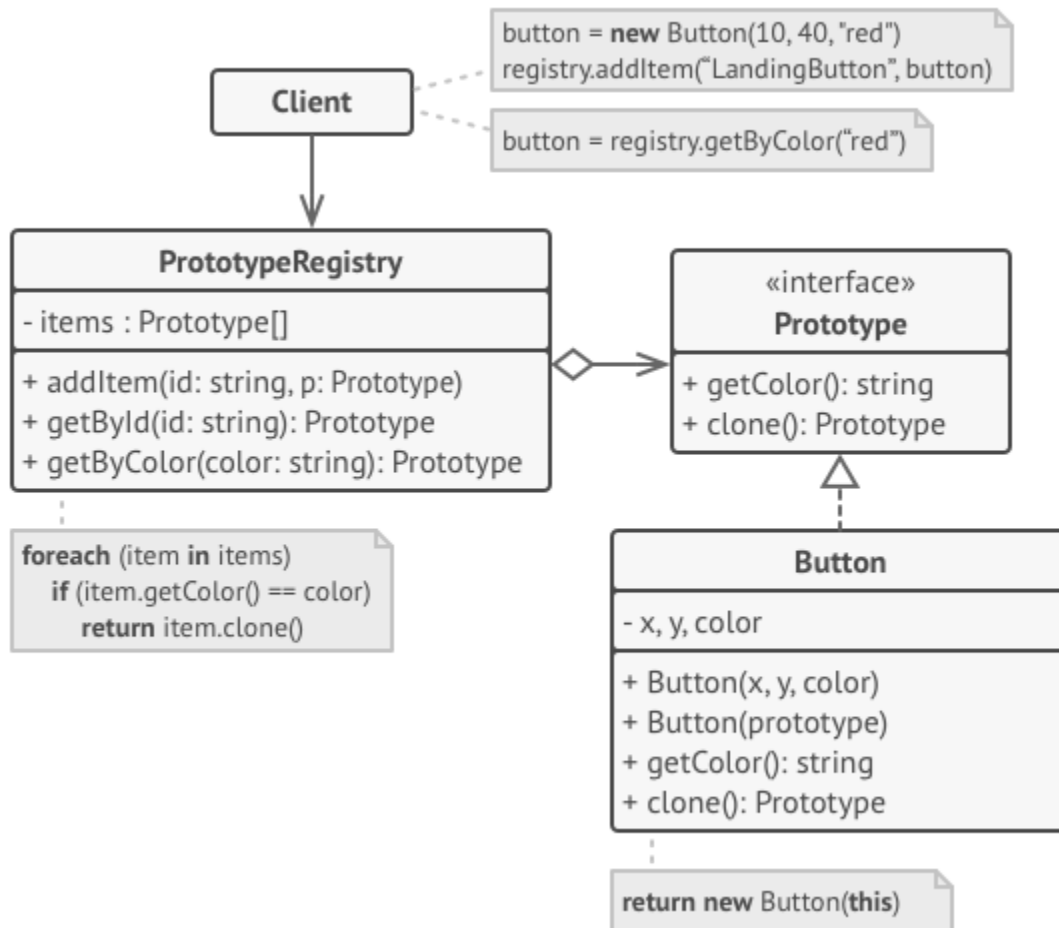 button = new Button(10, 40, "red")
registry.addItem(“LandingButton”, button)
Client
button = registry.getByColor(“red”)
PrototypeRegistry
- items : Prototype[]
+ addItem(id: string, p: Prototype)
+ getById(id: string): Prototype
+ getByColor(color: string): Prototype
foreach (item in items)
if (item.getColor() == color)
return item.clone()
«interface»
Prototype
+ getColor(): string
+ clone(): Prototype
Button
- x, y, color
+ Button(x, y, color)
+ Button(prototype)
+ getColor(): string
+ clone(): Prototype
return new Button(this)